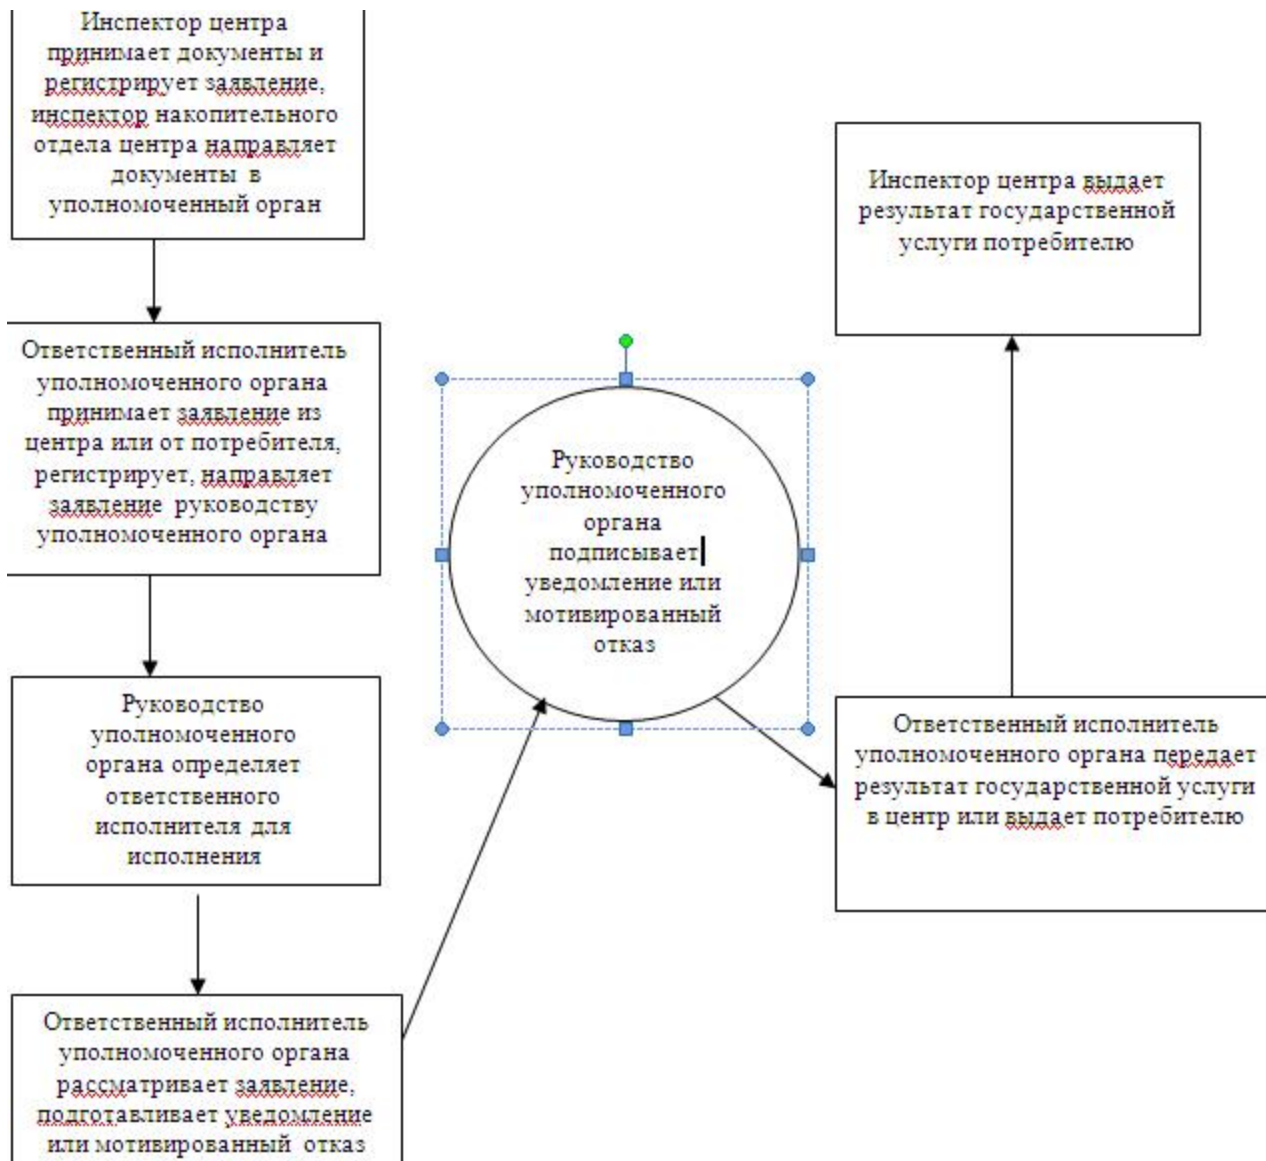 Инспектор центра
принимает документы и
регистрирует заявление,
инспектор накопительного
отдела центра направляет
документы в
уполномоченный орган
Ответственный исполнитель
уполномоченного органа
принимает заявление из
центра или от потребителя,
регистрирует, направляет
заявление руководству
уполномоченного органа
Руководство
уполномоченного
органа определяет
ответственного
исполнителя для
исполнения
Ответственный исполнитель
уполномоченного органа
рассматривает заявление,
подготавливает уведомление
или мотивированный отказ
Руководство
уполномоченного
органа
подписывает
уведомление или
мотивированный
отказ
Ответственный исполнитель
уполномоченного органа передает
результат государственной услуги
в центр или выдает потребителю
Инспектор центра выдает
результат государственной
услуги потребителю